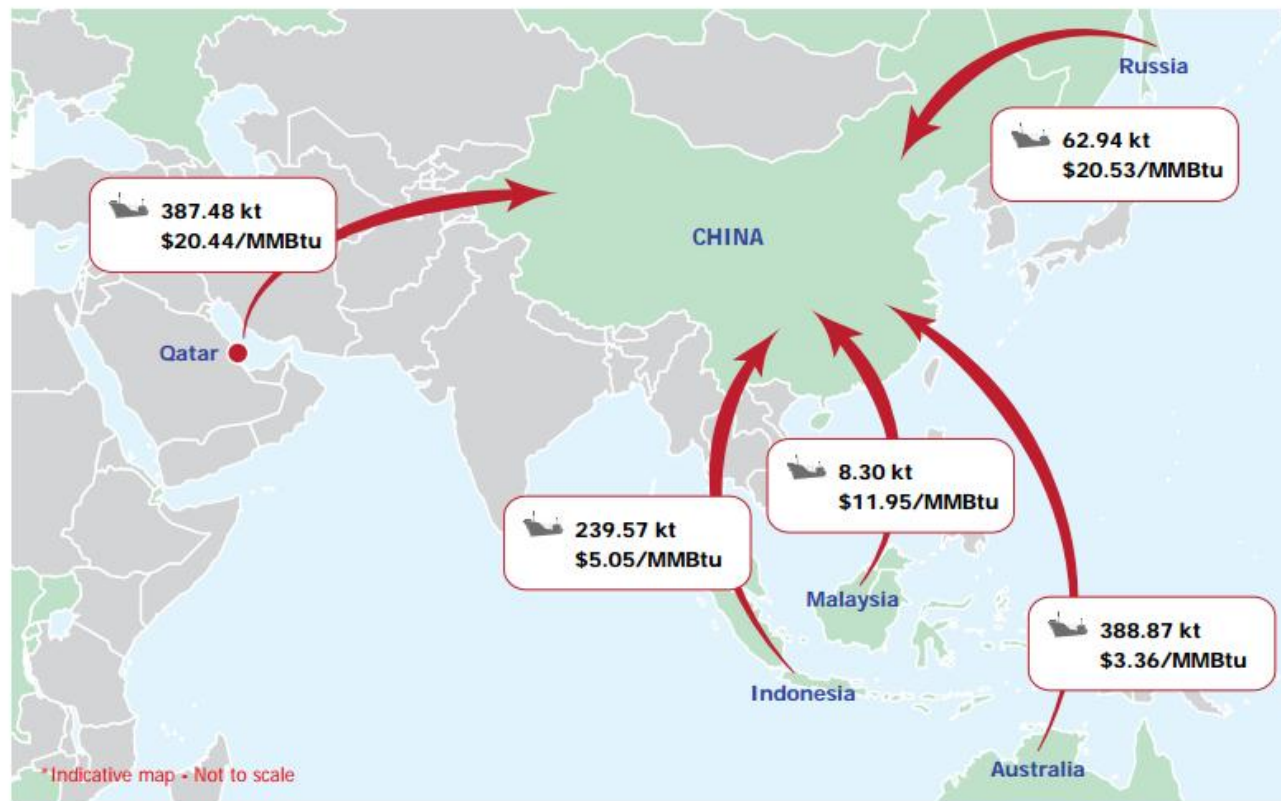 Russia
62.94 kt
$20.53/MMBtu
387.48 kt
$20.44/MMBtu
CHINA
Qatar
8.30 kt
$11.95/MMBtu
239.57 kt
$5.05/MMBtu
Malaysia
388.87 kt
$3.36/MMBtu
Indonesia
Australia
*Indicative map - Not to scale